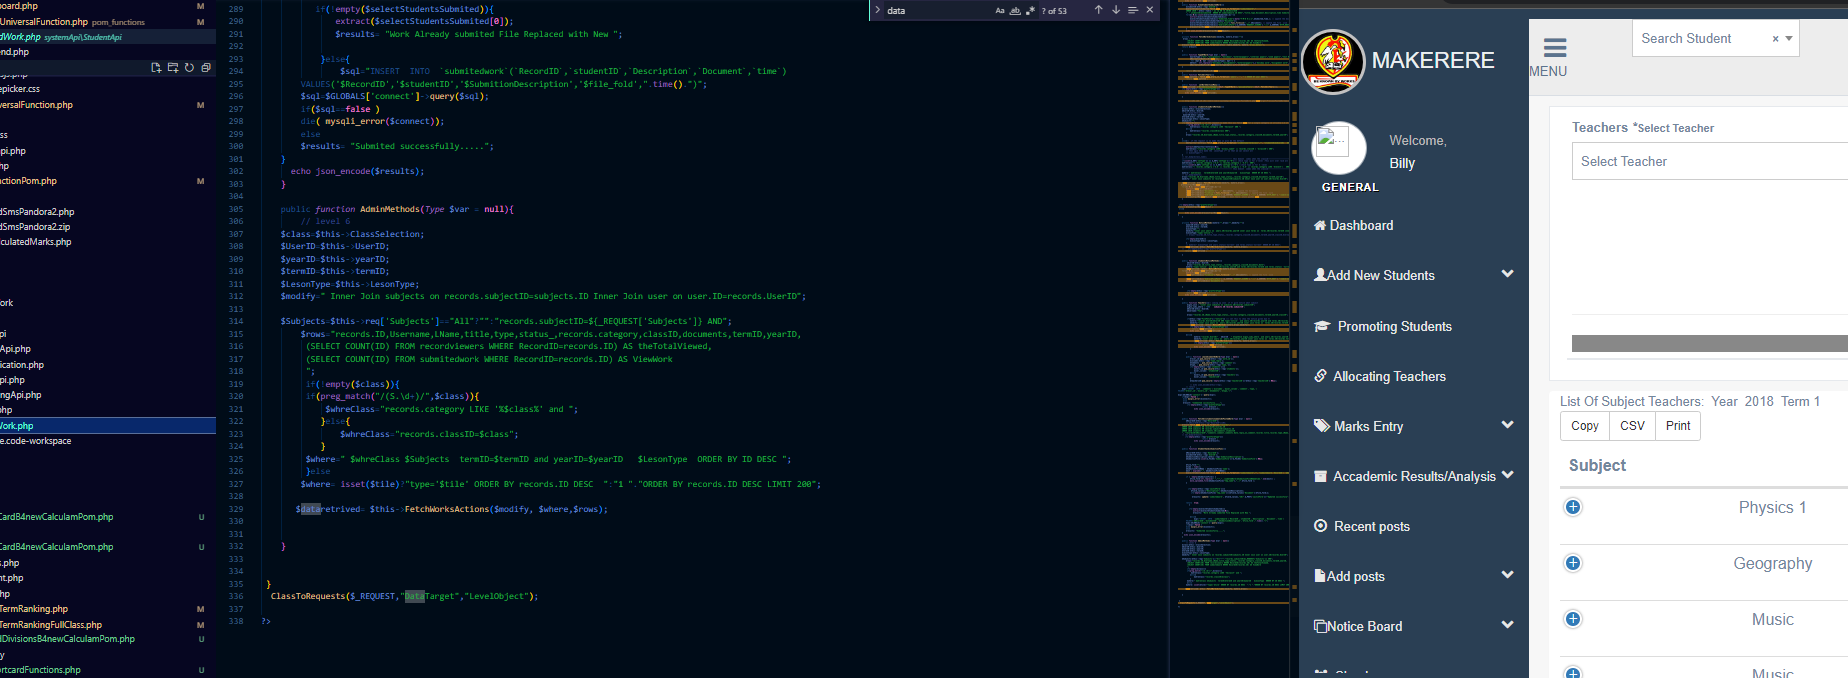 board.php M
UniversalFunction.php pom_functions M
dWork.php systemApi\StudentApi
end.php
epicker.css
versalFunction.php M
ss
pi.php
hp
ctionPom.php M
dSmsPandora2.php
dSmsPandora2.zip
culatedMarks.php
ork
pi
Api.php
ication.php
pi.php
ngApi.php
php
Work.php
e.code-workspace
CardB4newCalculamPom.php U
CardB4newCalculamPom.php U
s.php
nt.php
php
TermRanking.php M
TermRankingFullClass.php M
dDivisionsB4newCalculamPom.php U
y
ortcardFunctions.php U
data Aa ab .* ? of 53
289 if(!empty($selectStudentsSubmited)){
290 extract($selectStudentsSubmited[0]);
291 $results= "Work Already submited File Replaced with New ";
292
293 }else{
294 $sql="INSERT INTO `submitedwork`(`RecordID`,`studentID`,`Description`,`Document`,`time`)
295 VALUES('$RecordID','$studentID','$SubmitionDescription','$file_fold',".time().")";
296 $sql=$GLOBALS['connect']->query($sql);
297 if($sql==false )
298 die( mysqli_error($connect));
299 else
300 $results= "Submited successfully.....";
301 }
302 echo json_encode($results);
303 }
304
305 public function AdminMethods(Type $var = null){
306 // level 6
307 $class=$this->ClassSelection;
308 $UserID=$this->UserID;
309 $yearID=$this->yearID;
310 $termID=$this->termID;
311 $LesonType=$this->LesonType;
312 $modify=" Inner Join subjects on records.subjectID=subjects.ID Inner Join user on user.ID=records.UserID";
313
314 $Subjects=$this->req['Subjects']=="All"?"":"records.subjectID=${_REQUEST['Subjects']} AND";
315 $rows="records.ID,Username,LName,title,type,status_,records.category,classID,documents,termID,yearID,
316 (SELECT COUNT(ID) FROM recordviewers WHERE RecordID=records.ID) AS theTotalViewed,
317 (SELECT COUNT(ID) FROM submitedwork WHERE RecordID=records.ID) AS ViewWork
318 ";
319 if(!empty($class)){
320 if(preg_match("/(S.\d+)/",$class)){
321 $whreClass="records.category LIKE '%$class%' and ";
322 }else{
323 $whreClass="records.classID=$class";
324 }
325 $where=" $whreClass $Subjects termID=$termID and yearID=$yearID $LesonType ORDER BY ID DESC ";
326 }else
327 $where= isset($tile)?"type='$tile' ORDER BY records.ID DESC ":"1 "."ORDER BY records.ID DESC LIMIT 200";
328
329 $dataretrived= $this->FetchWorksActions($modify, $where,$rows);
330
331
332 }
333
334
335 }
336 ClassToRequests($_REQUEST,"DataTarget","LevelObject");
337
338 ?>
MAKERERE
Welcome,
Billy
GENERAL
Dashboard
Add New Students
Promoting Students
Allocating Teachers
Marks Entry
Accademic Results/Analysis
Recent posts
Add posts
Notice Board
MENU
Search Student ×
Teachers *Select Teacher
Select Teacher
List Of Subject Teachers: Year 2018 Term 1
Copy CSV Print
Subject
Physics 1
Geography
Music
Music